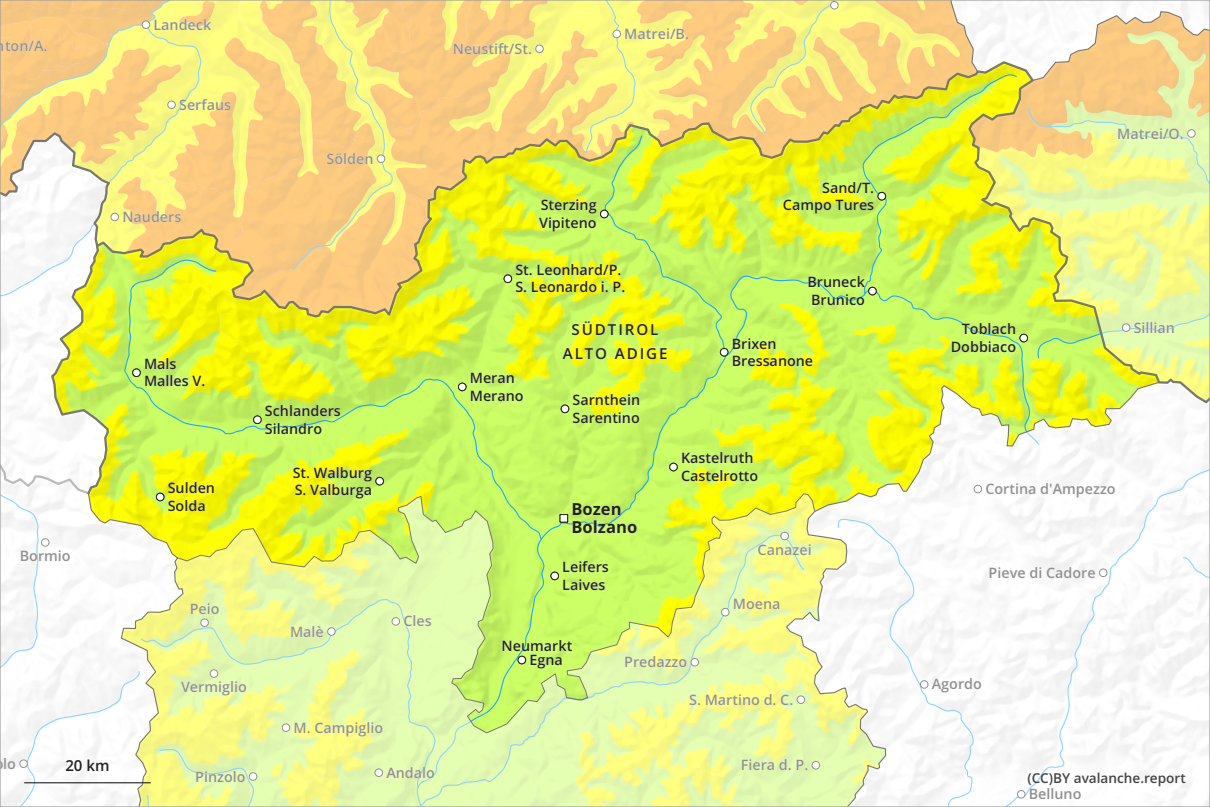 Landeck
nton/A.
Neustift/St.
Matrei/B.
Serfaus
Matrei/O.
Sölden
Sand/T.
Campo Tures
Sterzing
Vipiteno
Nauders
St. Leonhard/P.
S. Leonardo i. P.
Bruneck
Brunico
SÜDTIROL
ALTO ADIGE
Toblach
Dobbiaco
Sillian
Brixen
Bressanone
Mals
Malles V.
Meran
Merano
Schlanders
Silandro
Sarnthein
Sarentino
Kastelruth
Castelrotto
St. Walburg
S. Valburga
Sulden
Solda
Cortina d'Ampezzo
Bozen
Bolzano
Bormio
Canazei
Leifers
Laives
Pieve di Cadore
Peio
Moena
Malè
Cles
Neumarkt
Egna
Predazzo
Vermiglio
Agordo
S. Martino d. C.
M. Campiglio
olo
20 km
Pinzolo
Andalo
Fiera d. P.
(CC)BY avalanche.report
Belluno